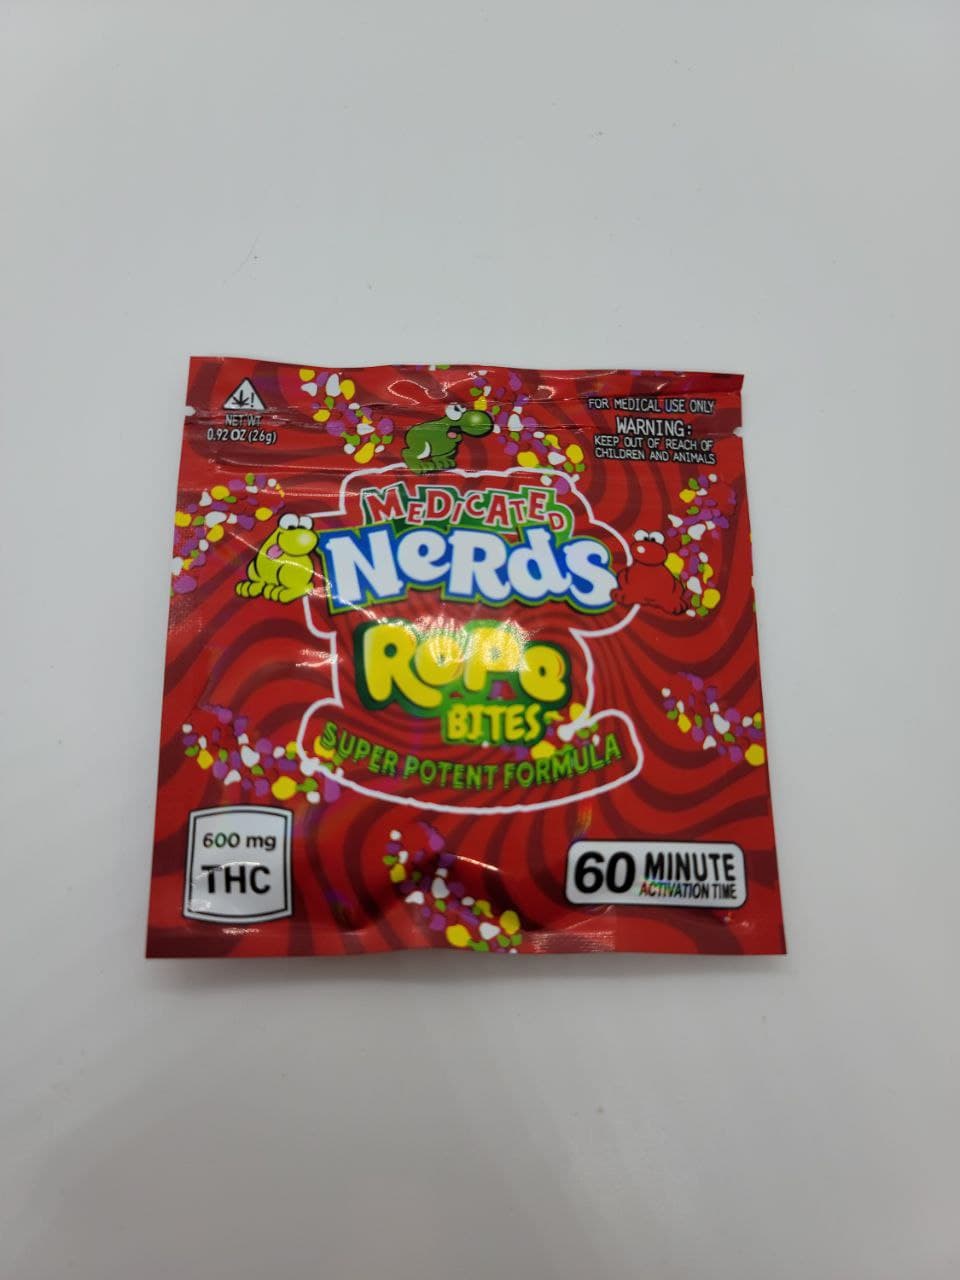 NET WT
0.92 OZ (26g)
FOR MEDICAL USE ONLY
WARNING:
KEEP OUT OF REACH OF
CHILDREN AND ANIMALS
MEDICATED
NeRdS
RoPe
BITES
SUPER POTENT FORMULA
600 mg
THC
60 MINUTE
ACTIVATION TIME